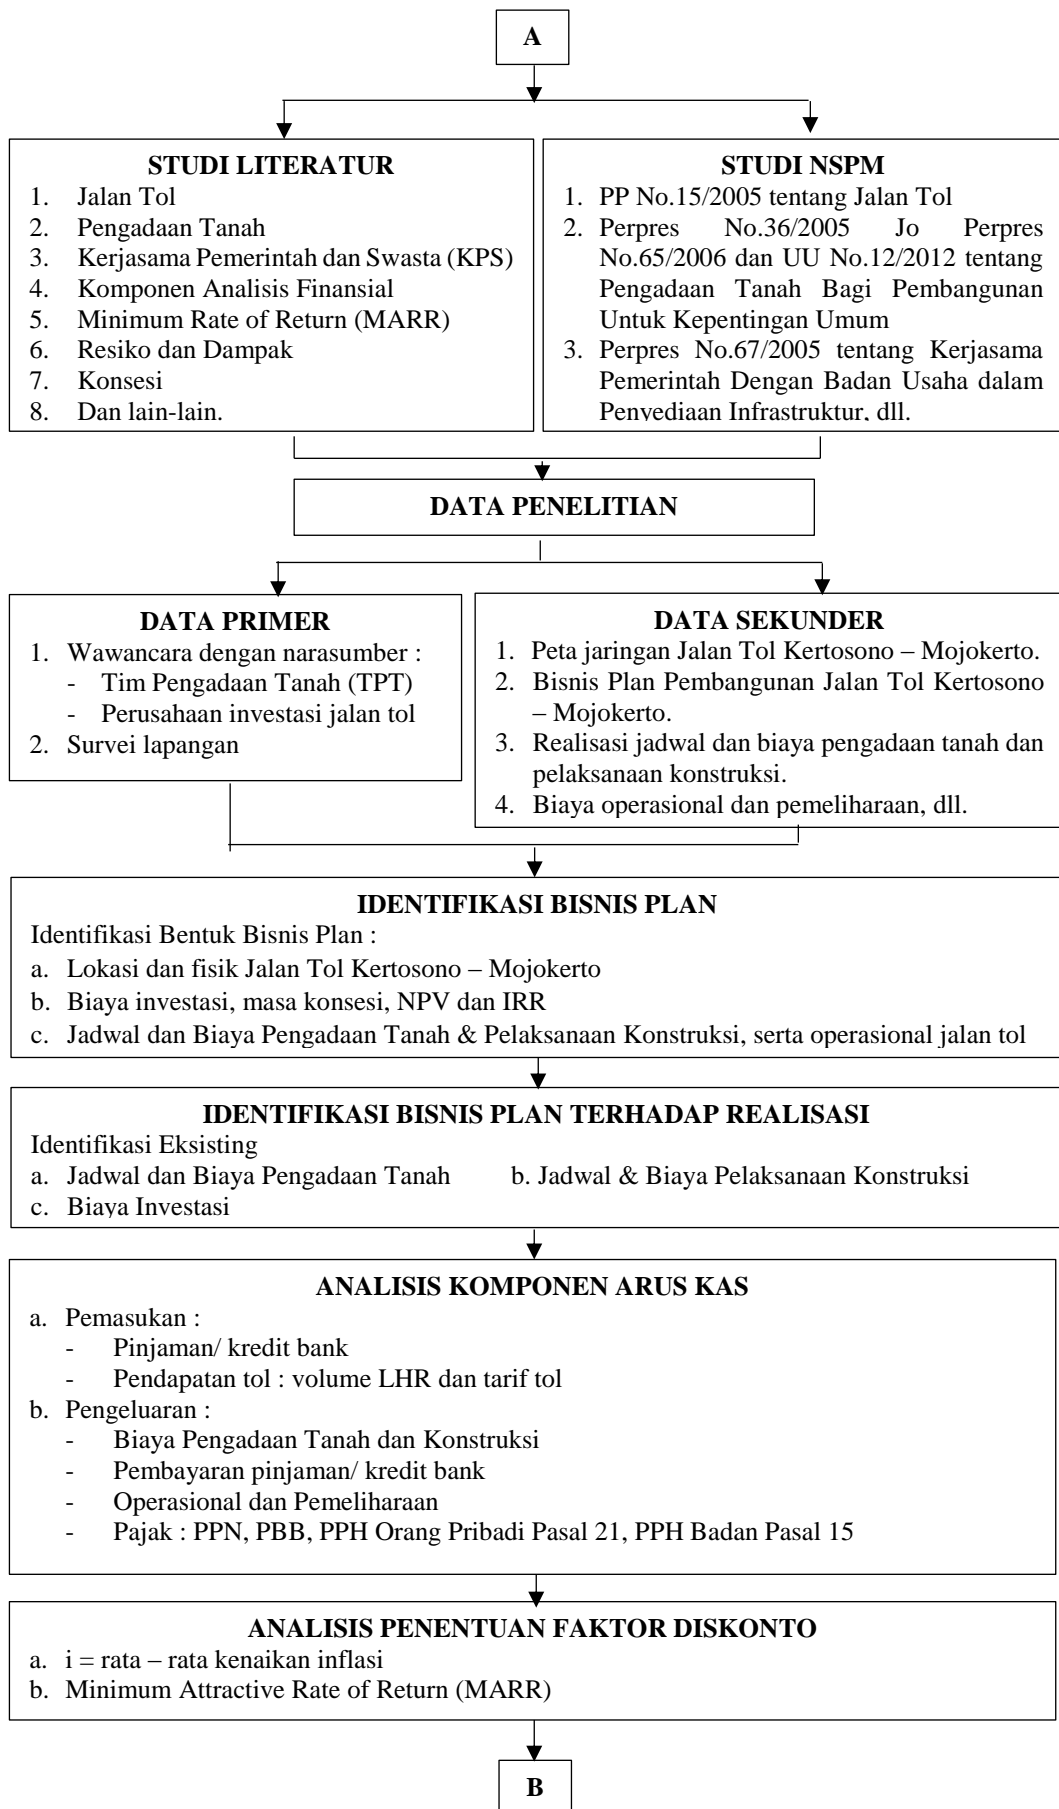 A
STUDI LITERATUR
1. Jalan Tol
2. Pengadaan Tanah
3. Kerjasama Pemerintah dan Swasta (KPS)
4. Komponen Analisis Finansial
5. Minimum Rate of Return (MARR)
6. Resiko dan Dampak
7. Konsesi
8. Dan lain-lain.
STUDI NSPM
1. PP No.15/2005 tentang Jalan Tol
2. Perpres No.36/2005 Jo Perpres
No.65/2006 dan UU No.12/2012 tentang
Pengadaan Tanah Bagi Pembangunan
Untuk Kepentingan Umum
3. Perpres No.67/2005 tentang Kerjasama
Pemerintah Dengan Badan Usaha dalam
Penyediaan Infrastruktur, dll.
DATA PENELITIAN
DATA PRIMER
1. Wawancara dengan narasumber :
- Tim Pengadaan Tanah (TPT)
- Perusahaan investasi jalan tol
2. Survei lapangan
DATA SEKUNDER
1. Peta jaringan Jalan Tol Kertosono – Mojokerto.
2. Bisnis Plan Pembangunan Jalan Tol Kertosono
– Mojokerto.
3. Realisasi jadwal dan biaya pengadaan tanah dan
pelaksanaan konstruksi.
4. Biaya operasional dan pemeliharaan, dll.
IDENTIFIKASI BISNIS PLAN
Identifikasi Bentuk Bisnis Plan :
a. Lokasi dan fisik Jalan Tol Kertosono – Mojokerto
b. Biaya investasi, masa konsesi, NPV dan IRR
c. Jadwal dan Biaya Pengadaan Tanah & Pelaksanaan Konstruksi, serta operasional jalan tol
IDENTIFIKASI BISNIS PLAN TERHADAP REALISASI
Identifikasi Eksisting
a. Jadwal dan Biaya Pengadaan Tanah b. Jadwal & Biaya Pelaksanaan Konstruksi
c. Biaya Investasi
ANALISIS KOMPONEN ARUS KAS
a. Pemasukan :
- Pinjaman/ kredit bank
- Pendapatan tol : volume LHR dan tarif tol
b. Pengeluaran :
- Biaya Pengadaan Tanah dan Konstruksi
- Pembayaran pinjaman/ kredit bank
- Operasional dan Pemeliharaan
- Pajak : PPN, PBB, PPH Orang Pribadi Pasal 21, PPH Badan Pasal 15
ANALISIS PENENTUAN FAKTOR DISKONTO
a. i = rata – rata kenaikan inflasi
b. Minimum Attractive Rate of Return (MARR)
B